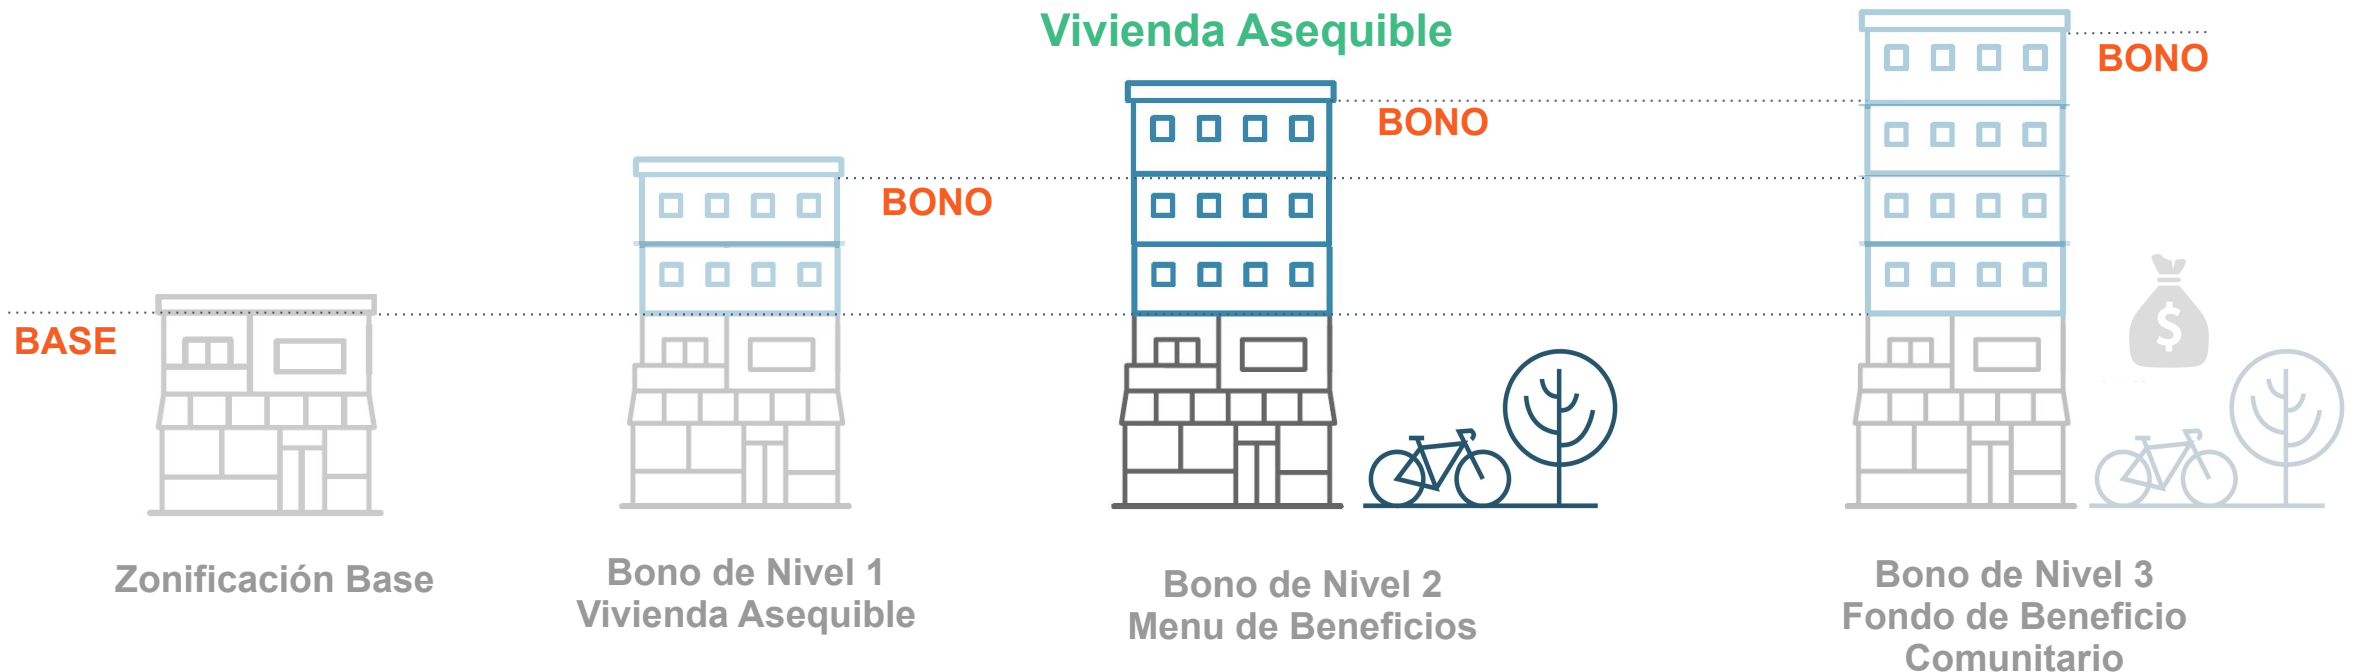 Vivienda Asequible
BONO
BONO
BONO
BASE
$
Zonificación Base
Bono de Nivel 1
Vivienda Asequible
Bono de Nivel 2
Menu de Beneficios
Bono de Nivel 3
Fondo de Beneficio
Comunitario